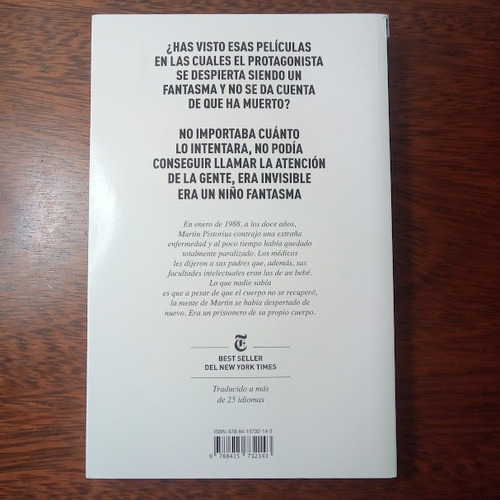 ¿HAS VISTO ESAS PELÍCULAS
EN LAS CUALES EL PROTAGONISTA
SE DESPIERTA SIENDO UN
FANTASMA Y NO SE DA CUENTA
DE QUE HA MUERTO?
NO IMPORTABA CUÁNTO
LO INTENTARA, NO PODÍA
CONSEGUIR LLAMAR LA ATENCIÓN
DE LA GENTE, ERA INVISIBLE
ERA UN NIÑO FANTASMA
En enero de 1988, a los doce años,
Martin Pistorius contrajo una extraña
enfermedad y al poco tiempo había quedado
totalmente paralizado. Los médicos
les dijeron a sus padres que, además, sus
facultades intelectuales eran las de un bebé.
Lo que nadie sabía
es que a pesar de que el cuerpo no se recuperó,
la mente de Martin se había despertado de
nuevo. Era un prisionero de su propio cuerpo.
T
BEST SELLER
DEL NEW YORK TIMES
Traducido a más
de 25 idiomas
ISBN: 978-84-15732-14-3
9 788415 732143